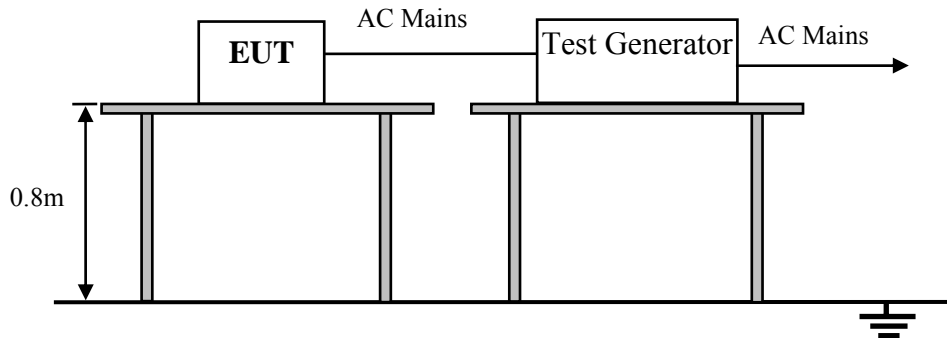 AC Mains
EUT
Test Generator
AC Mains
0.8m